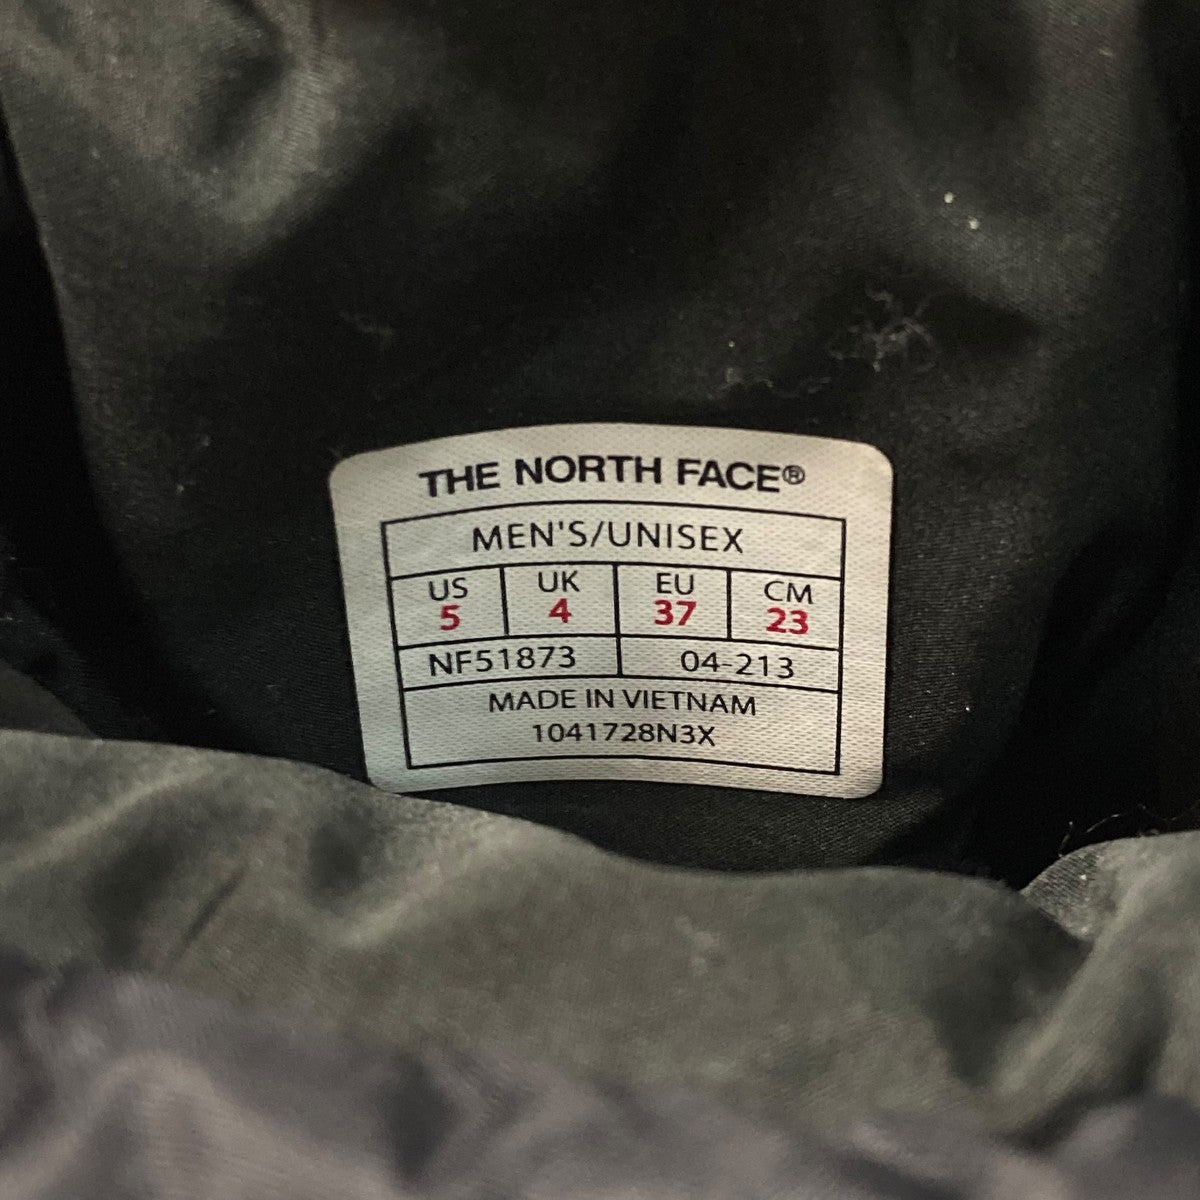 THE NORTH FACE®
MEN'S/UNISEX
US UK EU CM
5 4 37 23
NF51873 04-213
MADE IN VIETNAM
1041728N3X